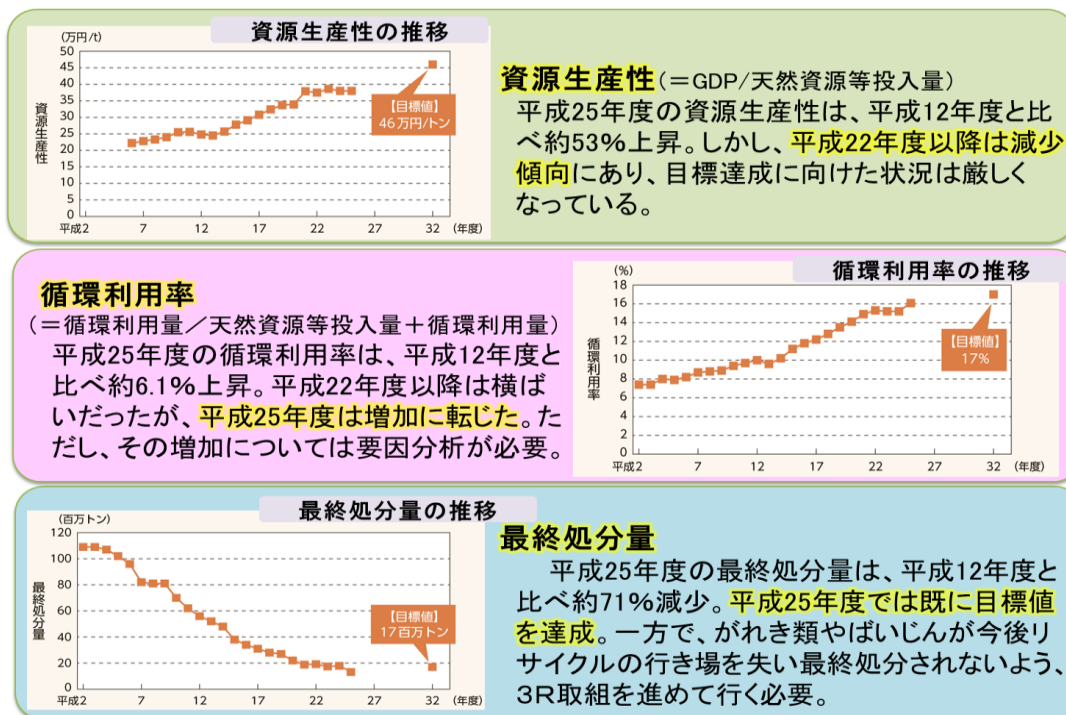 資源生産性の推移
(万円/t)
50
45
40
35
30
25
20
15
10
5
0
資源生産性
【目標値】
46万円/トン
平成2 7 12 17 22 27 32 (年度)
資源生産性(=GDP/天然資源等投入量)
平成25年度の資源生産性は、平成12年度と比
べ約53%上昇。しかし、平成22年度以降は減少
傾向にあり、目標達成に向けた状況は厳しく
なっている。
循環利用率
(=循環利用量/天然資源等投入量+循環利用量)
平成25年度の循環利用率は、平成12年度と
比べ約6.1%上昇。平成22年度以降は横ば
いだったが、平成25年度は増加に転じた。た
だし、その増加については要因分析が必要。
循環利用率の推移
(%)
18
16
14
12
10
8
6
4
2
0
循環利用率
【目標値】
17%
平成2 7 12 17 22 27 32 (年度)
最終処分量の推移
(百万トン)
120
100
80
60
40
20
0
最終処分量
【目標値】
17百万トン
平成2 7 12 17 22 27 32 (年度)
最終処分量
平成25年度の最終処分量は、平成12年度と
比べ約71%減少。平成25年度では既に目標値
を達成。一方で、がれき類やばいじんが今後リ
サイクルの行き場を失い最終処分されないよう、
3R取組を進めて行く必要。